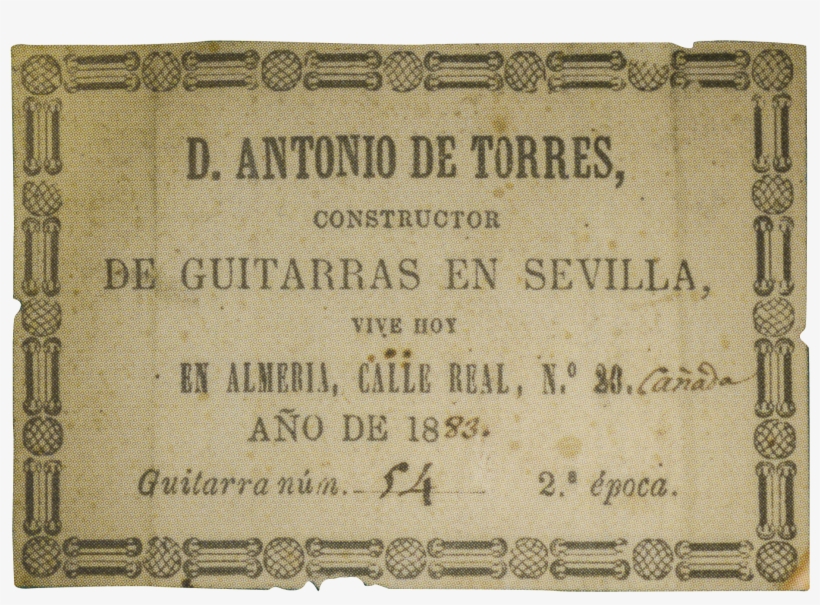 D. ANTONIO DE TORRES,
CONSTRUCTOR
DE GUITARRAS EN SEVILLA,
VIVE HOY
EN ALMERIA, CALLE REAL, N.º 20. Cañada
AÑO DE 1883.
Guitarra núm. 54 2.ª época.